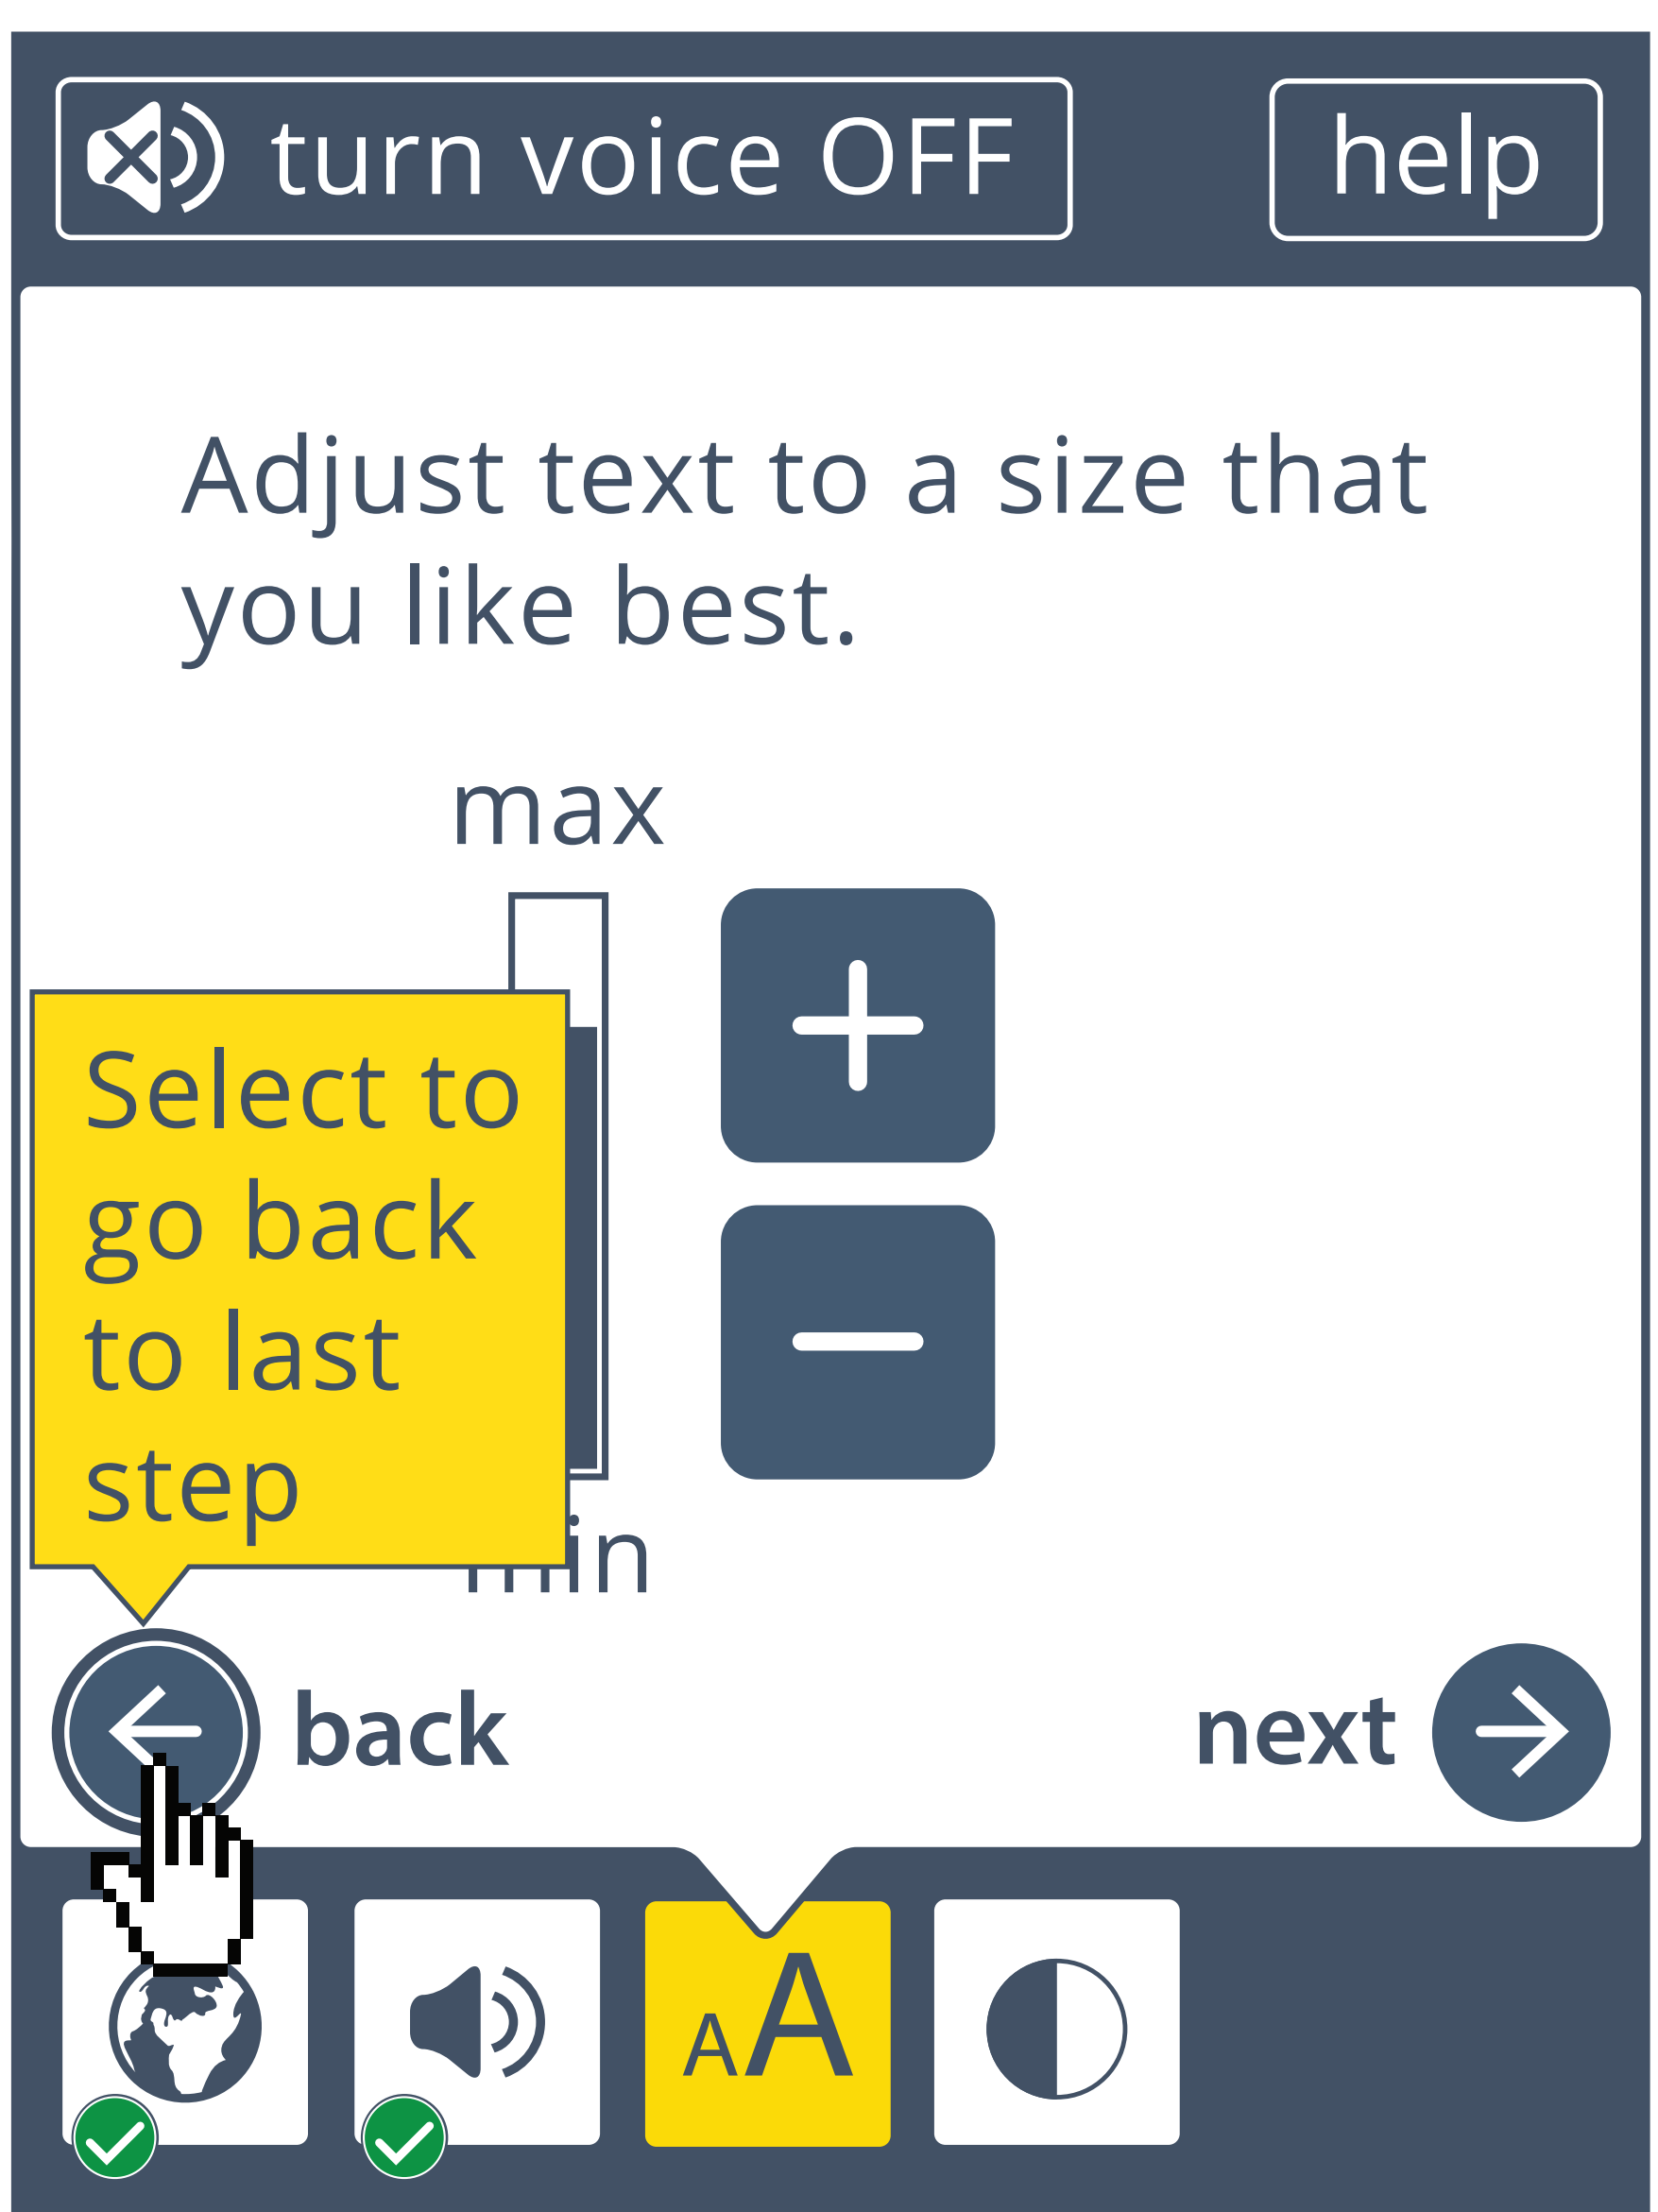 turn voice OFF
help
Adjust text to a size that
you like best.
max
Select to
go back
to last
step
min
back
next
A A